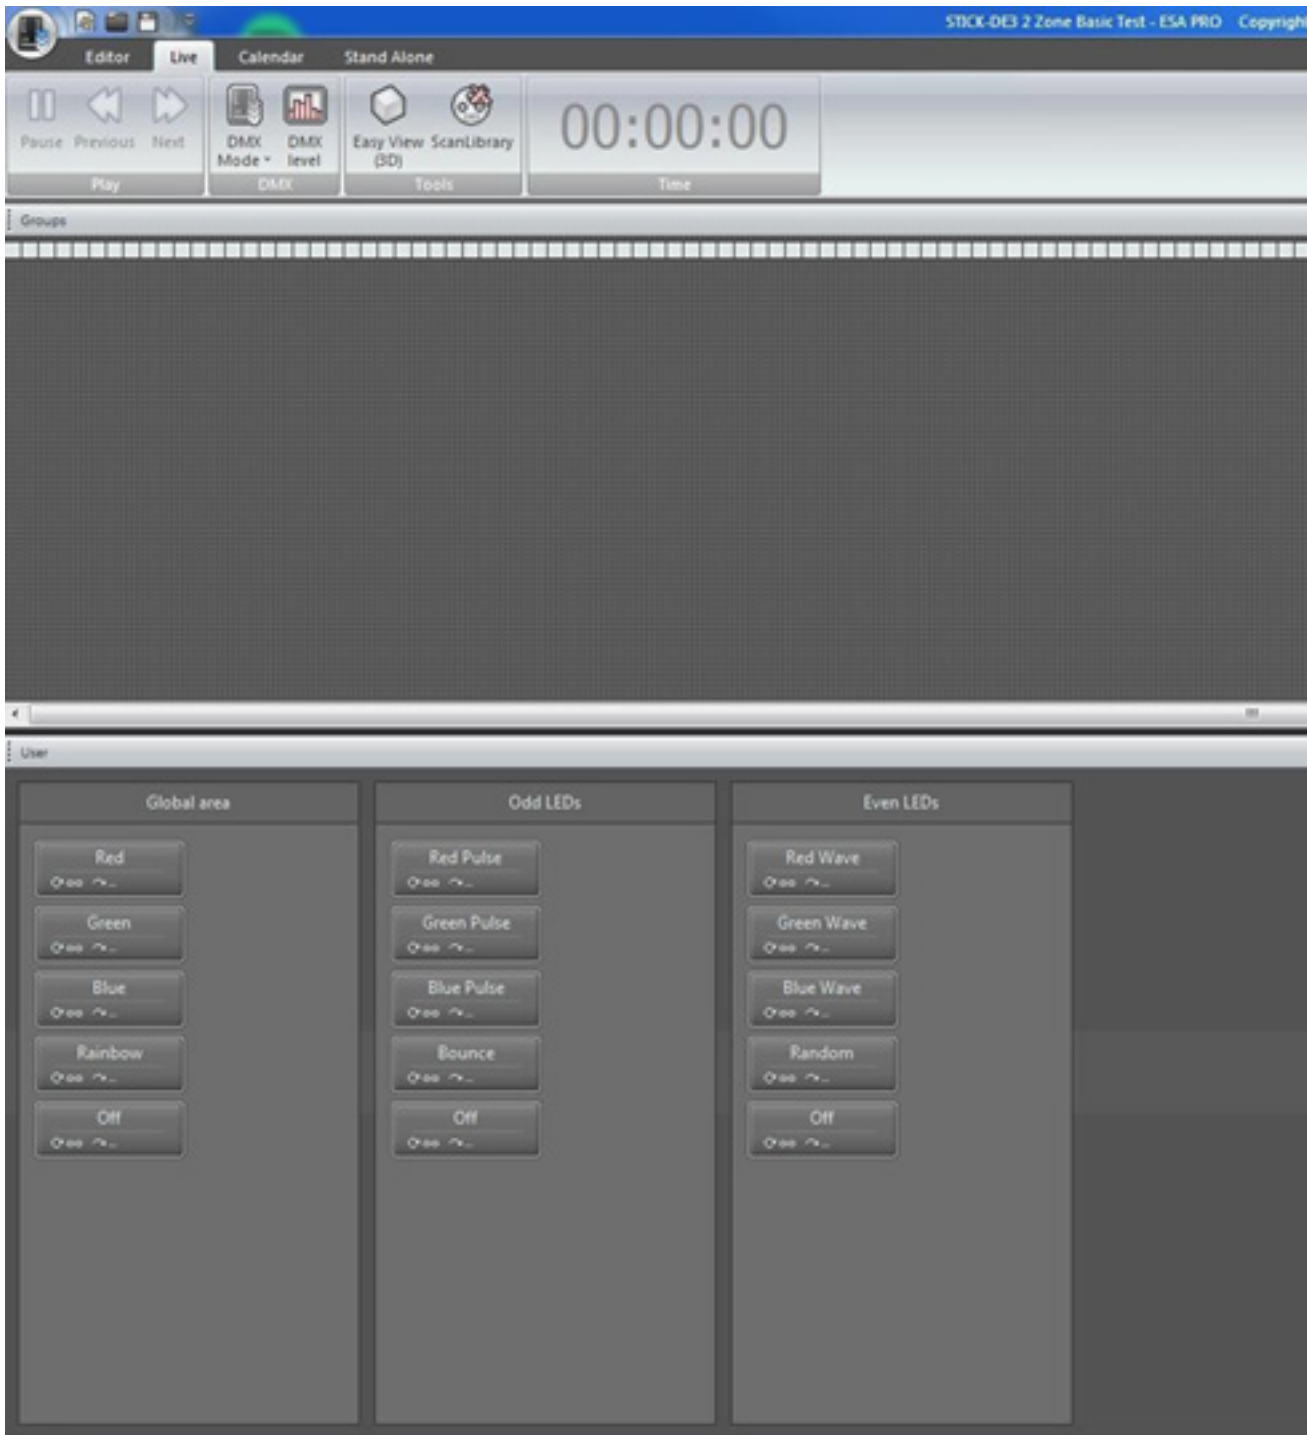 STICK-DE3 2 Zone Basic Test - ESA PRO Copyright
Editor Live Calendar Stand Alone
Pause Previous Next DMX Mode DMX level Easy View (3D) ScanLibrary 00:00:00
Play DMX Tools Time
Groups
User
Global area Odd LEDs Even LEDs
Red Red Pulse Red Wave
Green Green Pulse Green Wave
Blue Blue Pulse Blue Wave
Rainbow Bounce Random
Off Off Off